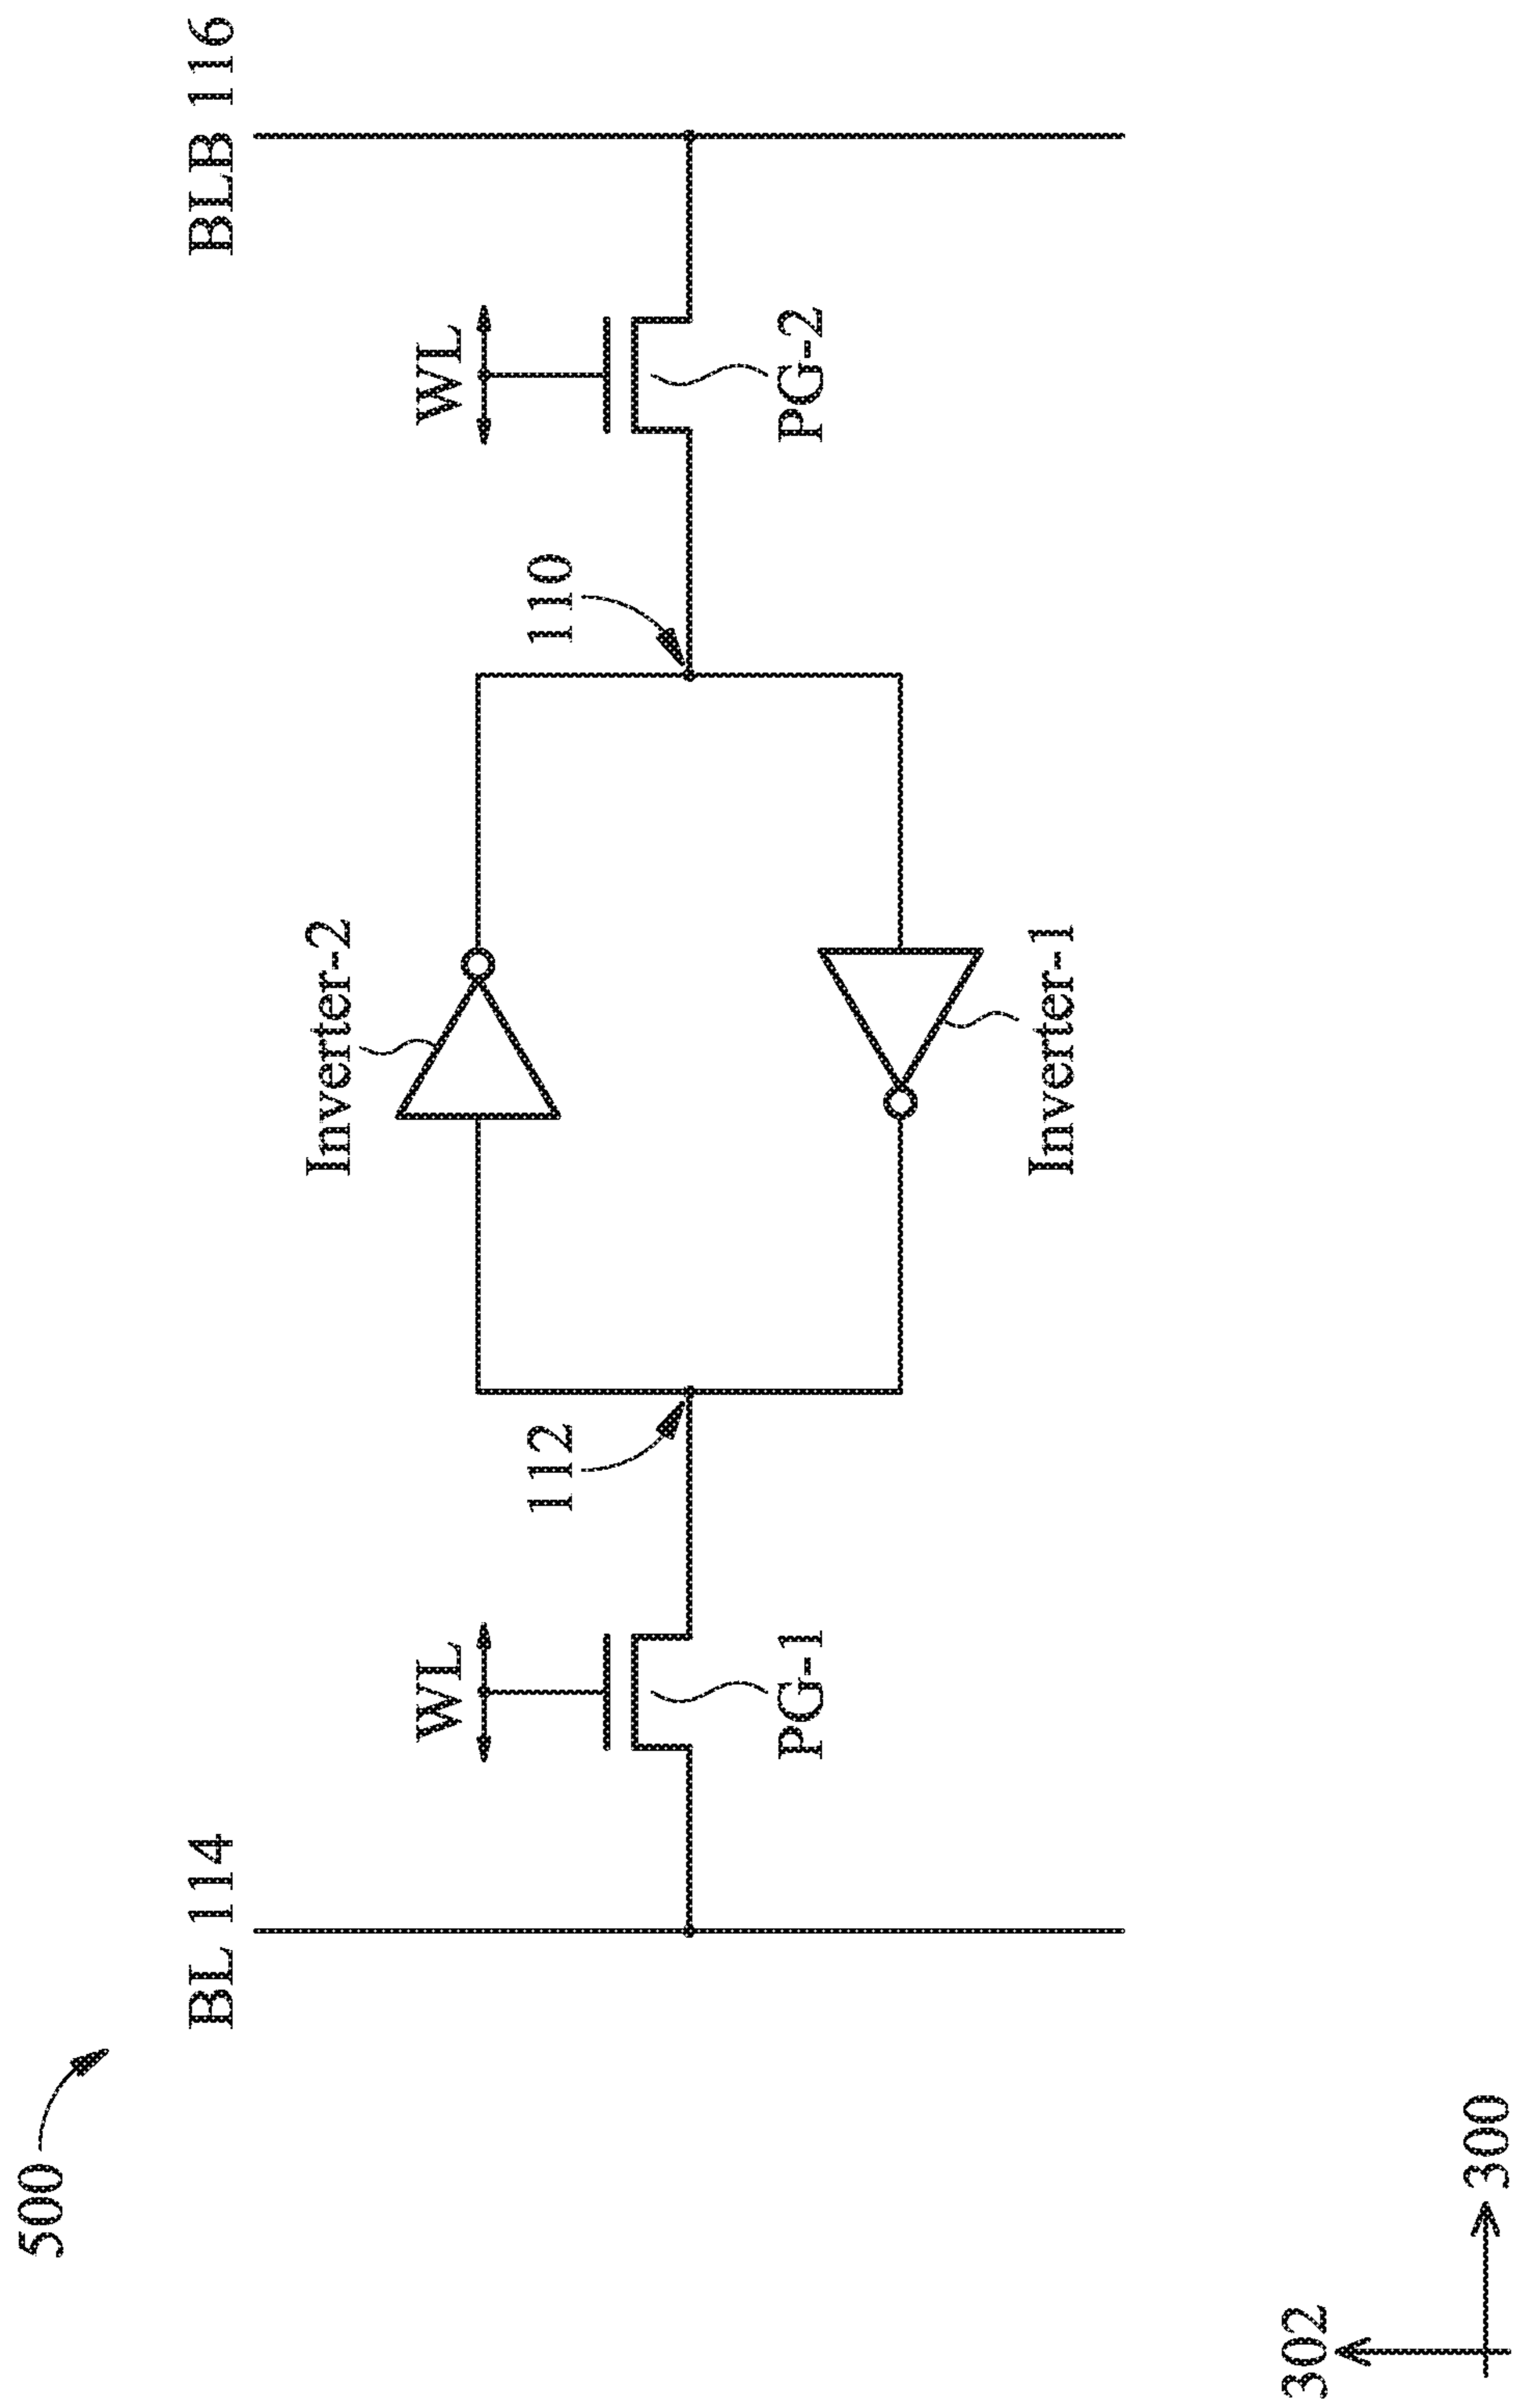 500
BL 114
BLB 116
Inverter-2
WL
WL
112
110
PG-1
PG-2
Inverter-1
302
300